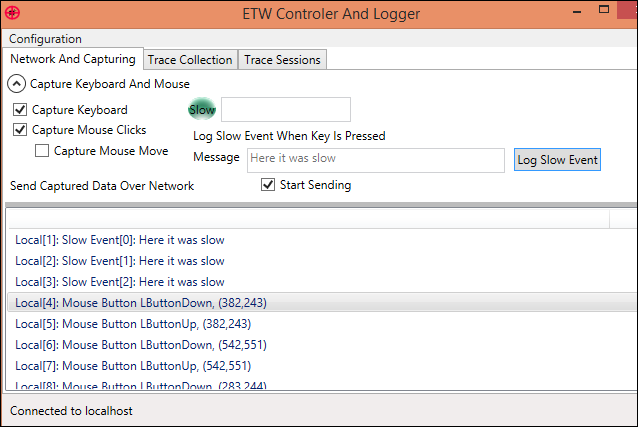 ETW Controler And Logger
Configuration
Network And Capturing Trace Collection Trace Sessions
Capture Keyboard And Mouse
Capture Keyboard Slow
Capture Mouse Clicks Log Slow Event When Key Is Pressed
Capture Mouse Move Message Here it was slow Log Slow Event
Send Captured Data Over Network Start Sending
Local[1]: Slow Event[0]: Here it was slow
Local[2]: Slow Event[1]: Here it was slow
Local[3]: Slow Event[2]: Here it was slow
Local[4]: Mouse Button LButtonDown, (382,243)
Local[5]: Mouse Button LButtonUp, (382,243)
Local[6]: Mouse Button LButtonDown, (542,551)
Local[7]: Mouse Button LButtonUp, (542,551)
Local[8]: Mouse Button LButtonDown, (283,244)
Connected to localhost